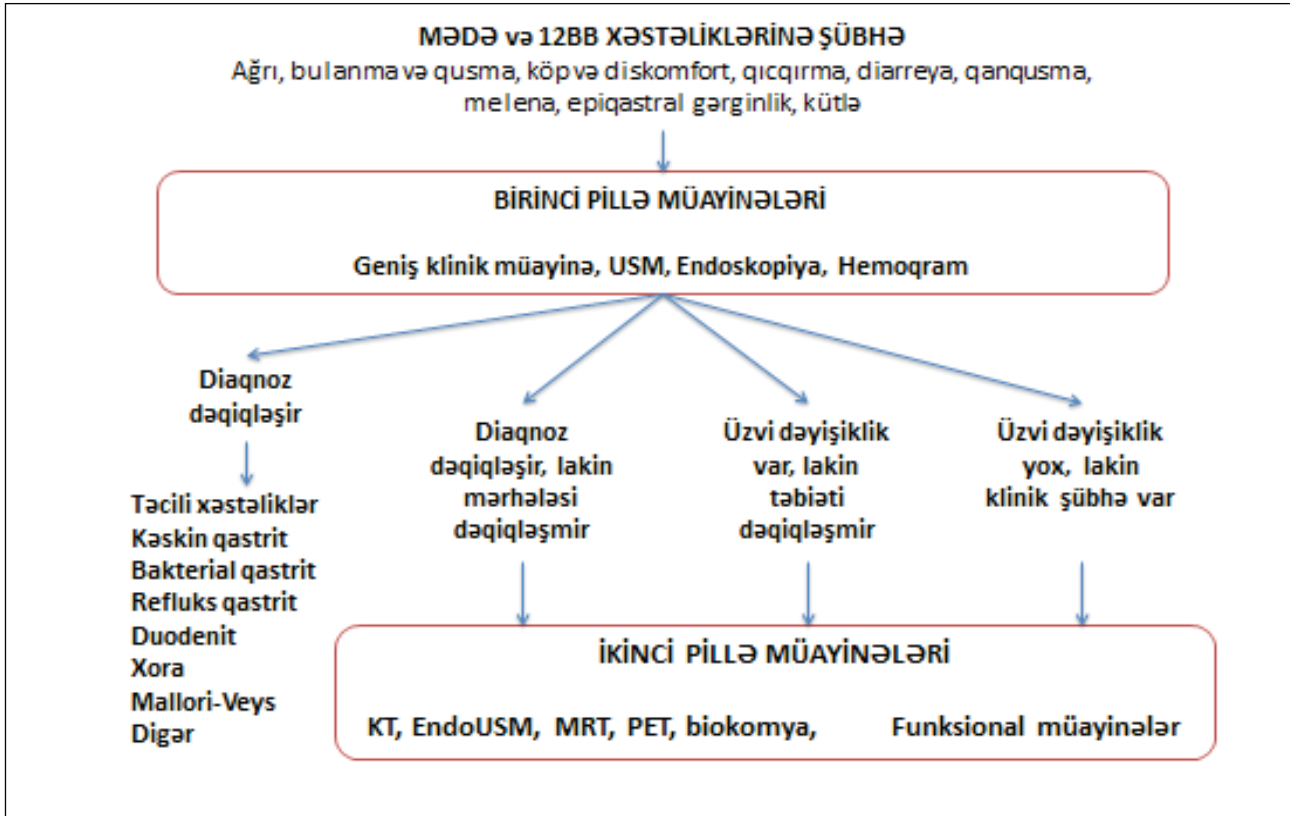 MƏDƏ və 12BB XƏSTƏLİKLƏRİNƏ ŞÜBHƏ
Ağrı, bulanma və qusma, köp və diskomfort, qıcqırma, diarreya, qanqusma,
melena, epiqastral gərginlik, kütlə
BİRİNCİ PİLLƏ MÜAYİNƏLƏRİ
Geniş klinik müayinə, USM, Endoskopiya, Hemoqram
Diaqnoz
dəqiqləşir
Təcili xəstəliklər
Kəskin qastrit
Bakterial qastrit
Refluks qastrit
Duodenit
Xora
Mallori-Veys
Digər
Diaqnoz
dəqiqləşir, lakin
mərhələsi
dəqiqləşmir
Üzvi dəyişiklik
var, lakin
təbiəti
dəqiqləşmir
Üzvi dəyişiklik
yox, lakin
klinik şübhə var
İKİNCİ PİLLƏ MÜAYİNƏLƏRİ
KT, EndoUSM, MRT, PET, biokomya, Funksional müayinələr